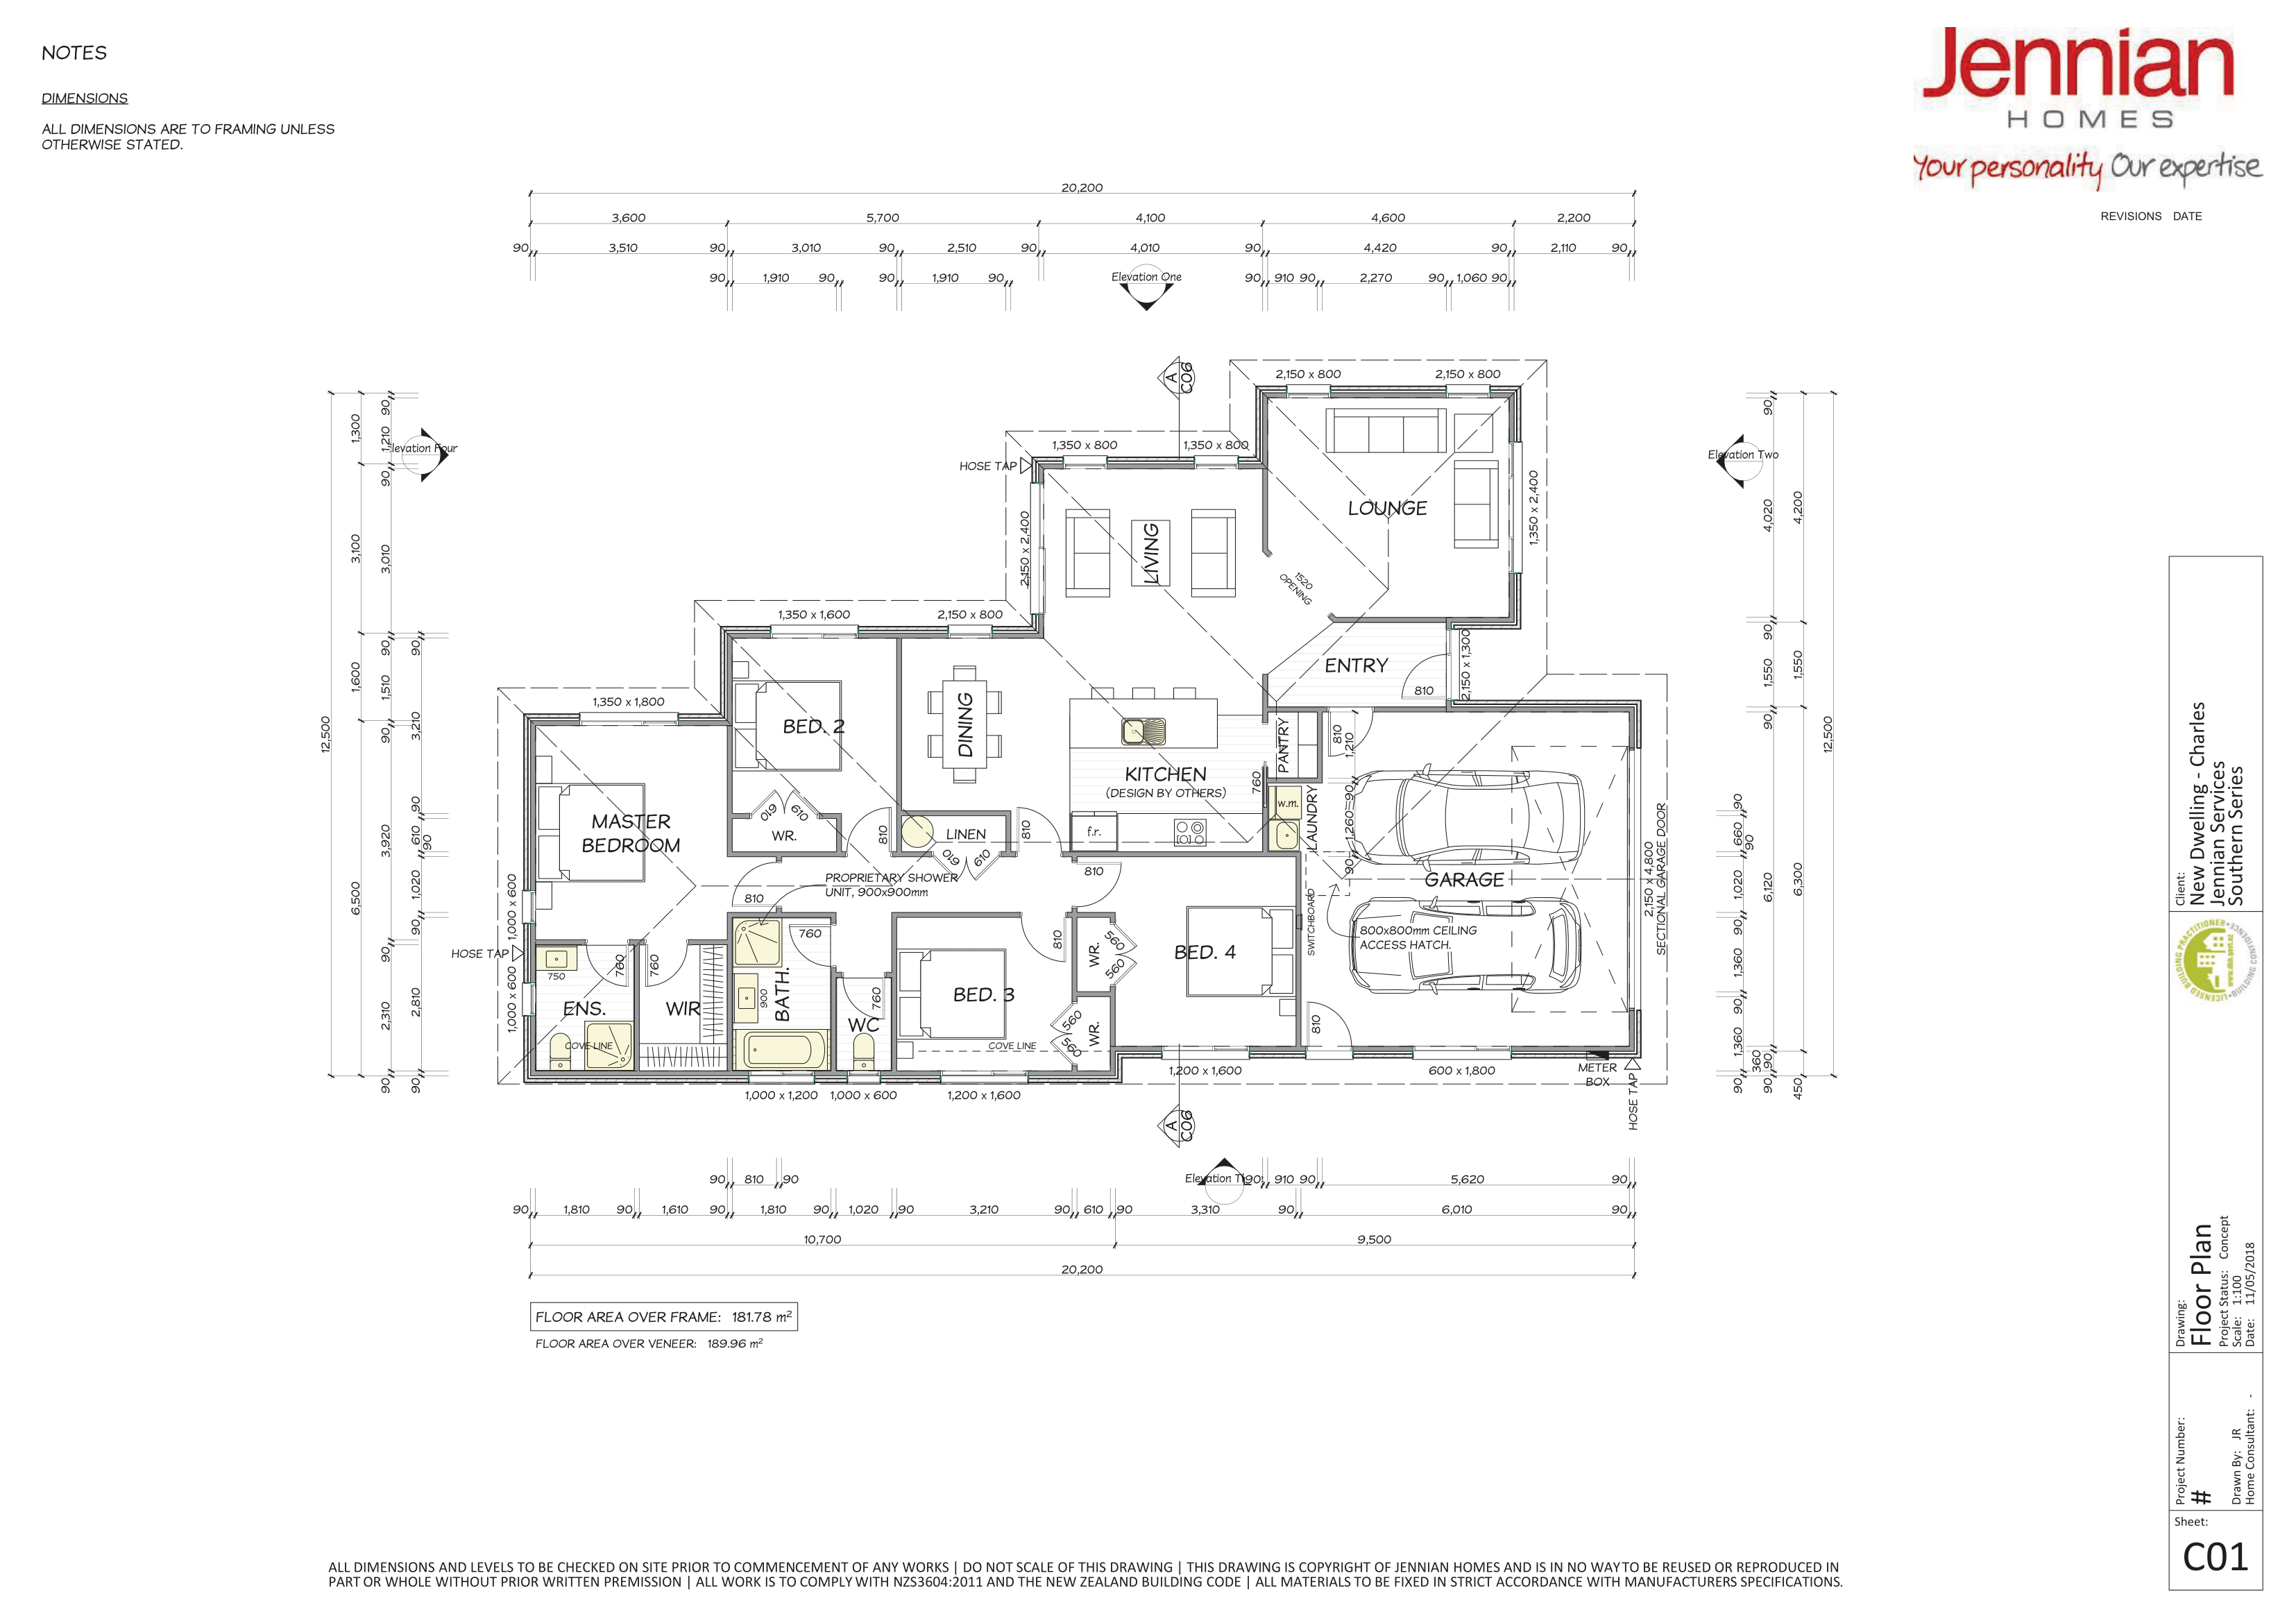 NOTES
DIMENSIONS
ALL DIMENSIONS ARE TO FRAMING UNLESS
OTHERWISE STATED.
Jennian
HOMES
Your personality Our expertise
REVISIONS DATE
20,200
3,600 5,700 4,100 4,600 2,200
90 3,510 90 3,010 90 2,510 90 4,010 90 4,420 90 2,110 90
90 1,910 90 90 1,910 90 90 910 90 2,270 90 1,060 90
Elevation One
A
C06
2,150 x 800 2,150 x 800
1,350 x 800 1,350 x 800
HOSE TAP
Elevation Four
Elevation Two
LOUNGE
1,350 x 2,400
LIVING
2,150 x 2,400
1520
OPENING
1,350 x 1,600 2,150 x 800
ENTRY
810
2,150 x 1,300
1,350 x 1,800
BED. 2
DINING
KITCHEN
(DESIGN BY OTHERS)
PANTRY
810
1,210
760
MASTER
BEDROOM
610 610
WR.
810
LINEN
610 610
810
f.r.
w.m.
LAUNDRY
90 1,260 90
90
810
PROPRIETARY SHOWER
UNIT, 900x900mm
810
GARAGE
2,150 x 4,800
SECTIONAL GARAGE DOOR
SWITCHBOARD
800x800mm CEILING
ACCESS HATCH.
1,000 x 600
HOSE TAP
1,000 x 600
750
760
760
ENS.
COVE LINE
WIR
760
900
BATH.
760
WC
810
BED. 3
COVE LINE
WR.
560
560
WR.
560
560
BED. 4
810
1,200 x 1,600
600 x 1,800
METER
BOX
HOSE TAP
1,000 x 1,200 1,000 x 600 1,200 x 1,600
A
C06
12,500
1,300 3,100 1,600 6,500
90 1,210 90 3,010 90 1,510 90 3,920 90 2,310 90
90 3,210 90 610 90 1,020 90 2,810 90
90 660 90 1,020 90 1,360 90 1,360 90
90 4,020 90 1,550 90 6,120 90 360 90
4,200 1,550 6,300 450
12,500
90 810 90
90 910 90 5,620 90
90 1,810 90 1,610 90 1,810 90 1,020 90 3,210 90 610 90 3,310 90 6,010 90
10,700 9,500
20,200
FLOOR AREA OVER FRAME: 181.78 m²
FLOOR AREA OVER VENEER: 189.96 m²
Client:
New Dwelling - Charles
Jennian Services
Southern Series
LICENSED BUILDING PRACTITIONER
BUILDING CONFIDENCE
Drawing:
Floor Plan
Project Status: Concept
Scale: 1:100
Date: 11/05/2018
Project Number:
#
Drawn By: JR
Home Consultant: -
Sheet:
C01
ALL DIMENSIONS AND LEVELS TO BE CHECKED ON SITE PRIOR TO COMMENCEMENT OF ANY WORKS | DO NOT SCALE OF THIS DRAWING | THIS DRAWING IS COPYRIGHT OF JENNIAN HOMES AND IS IN NO WAY TO BE REUSED OR REPRODUCED IN
PART OR WHOLE WITHOUT PRIOR WRITTEN PREMISSION | ALL WORK IS TO COMPLY WITH NZS3604:2011 AND THE NEW ZEALAND BUILDING CODE | ALL MATERIALS TO BE FIXED IN STRICT ACCORDANCE WITH MANUFACTURERS SPECIFICATIONS.